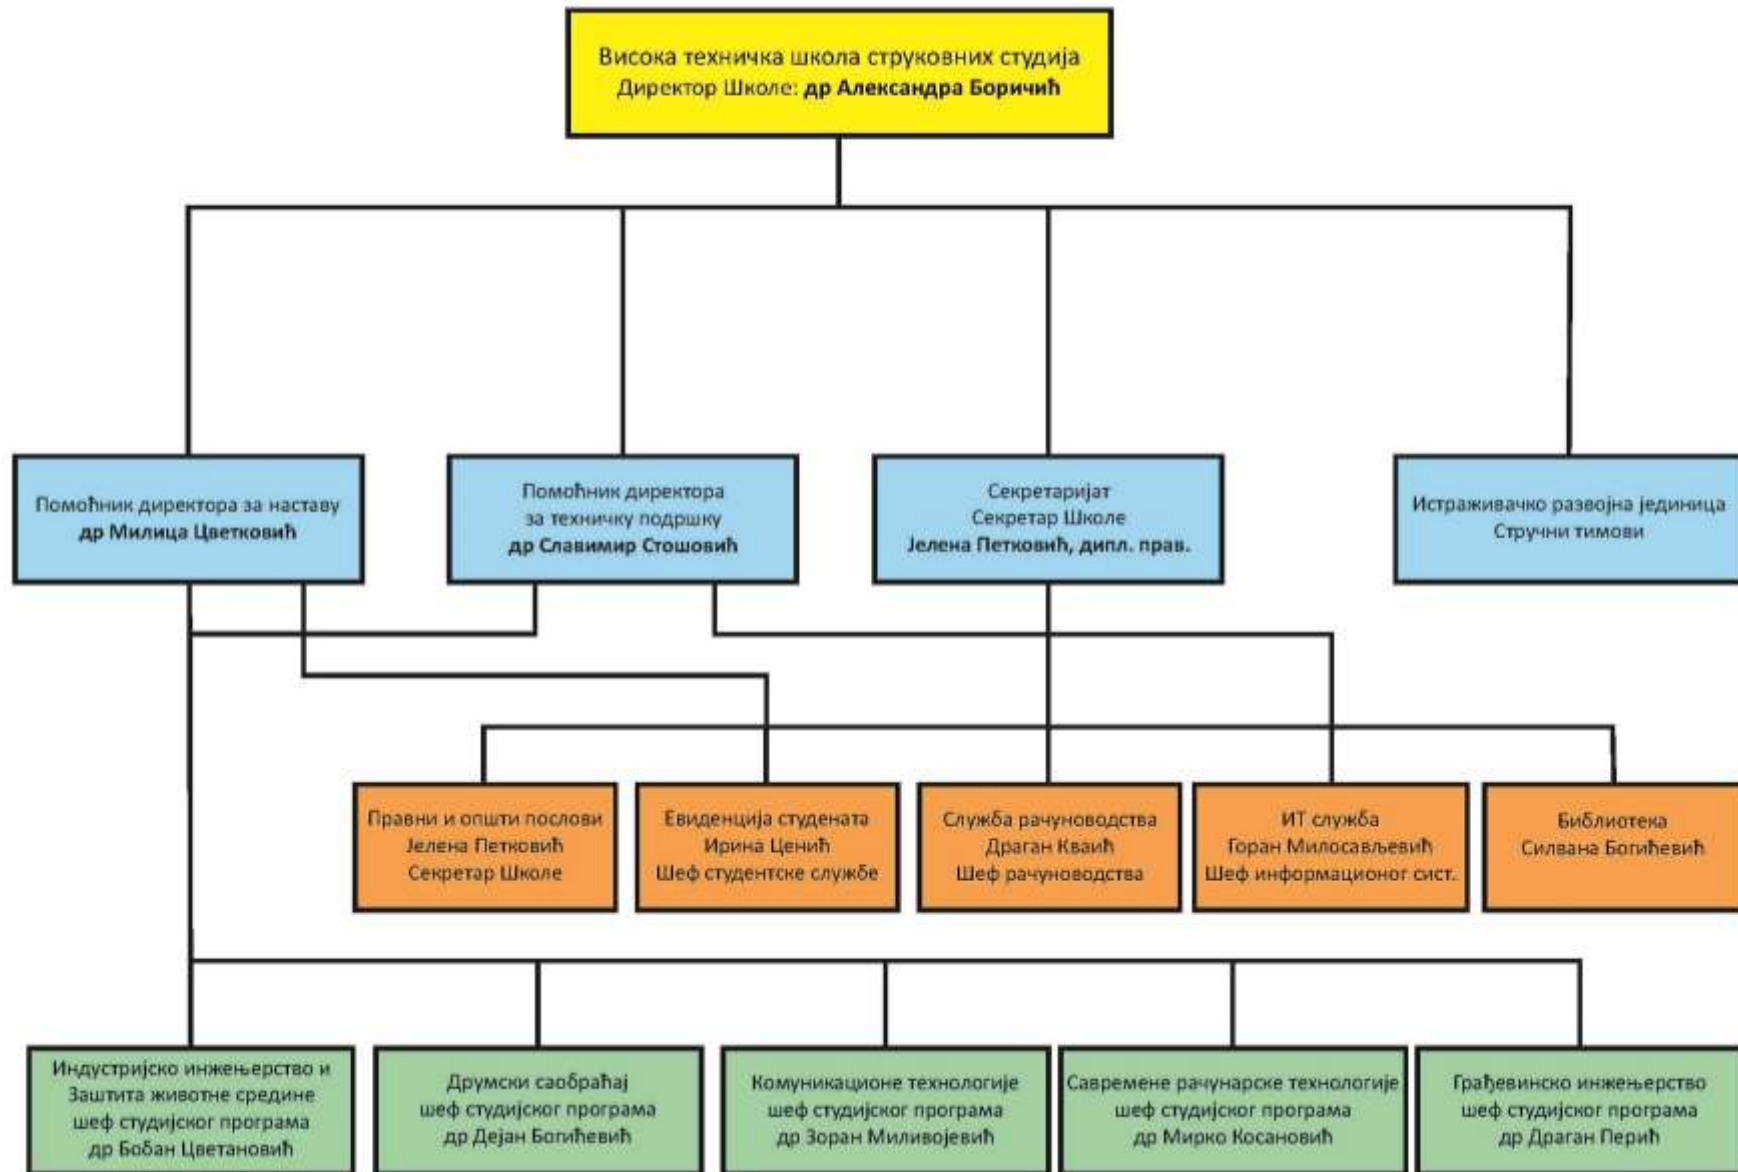 Висока техничка школа струковних студија
Директор Школе: др Александра Боричић
Помоћник директора за наставу
др Милица Цветковић
Помоћник директора
за техничку подршку
др Славимир Стошовић
Секретаријат
Секретар Школе
Јелена Петковић, дипл. прав.
Истраживачко развојна јединица
Стручни тимови
Правни и општи послови
Јелена Петковић
Секретар Школе
Евиденција студената
Ирина Ценић
Шеф студентске службе
Служба рачуноводства
Драган Кваић
Шеф рачуноводства
ИТ служба
Горан Милосављевић
Шеф информационог сист.
Библиотека
Силвана Богићевић
Индустријско инжењерство и
Заштита животне средине
шеф студијског програма
др Бобан Цветановић
Друмски саобраћај
шеф студијског програма
др Дејан Богићевић
Комуникационе технологије
шеф студијског програма
др Зоран Миливојевић
Савремене рачунарске технологије
шеф студијског програма
др Мирко Косановић
Грађевинско инжењерство
шеф студијског програма
др Драган Перић